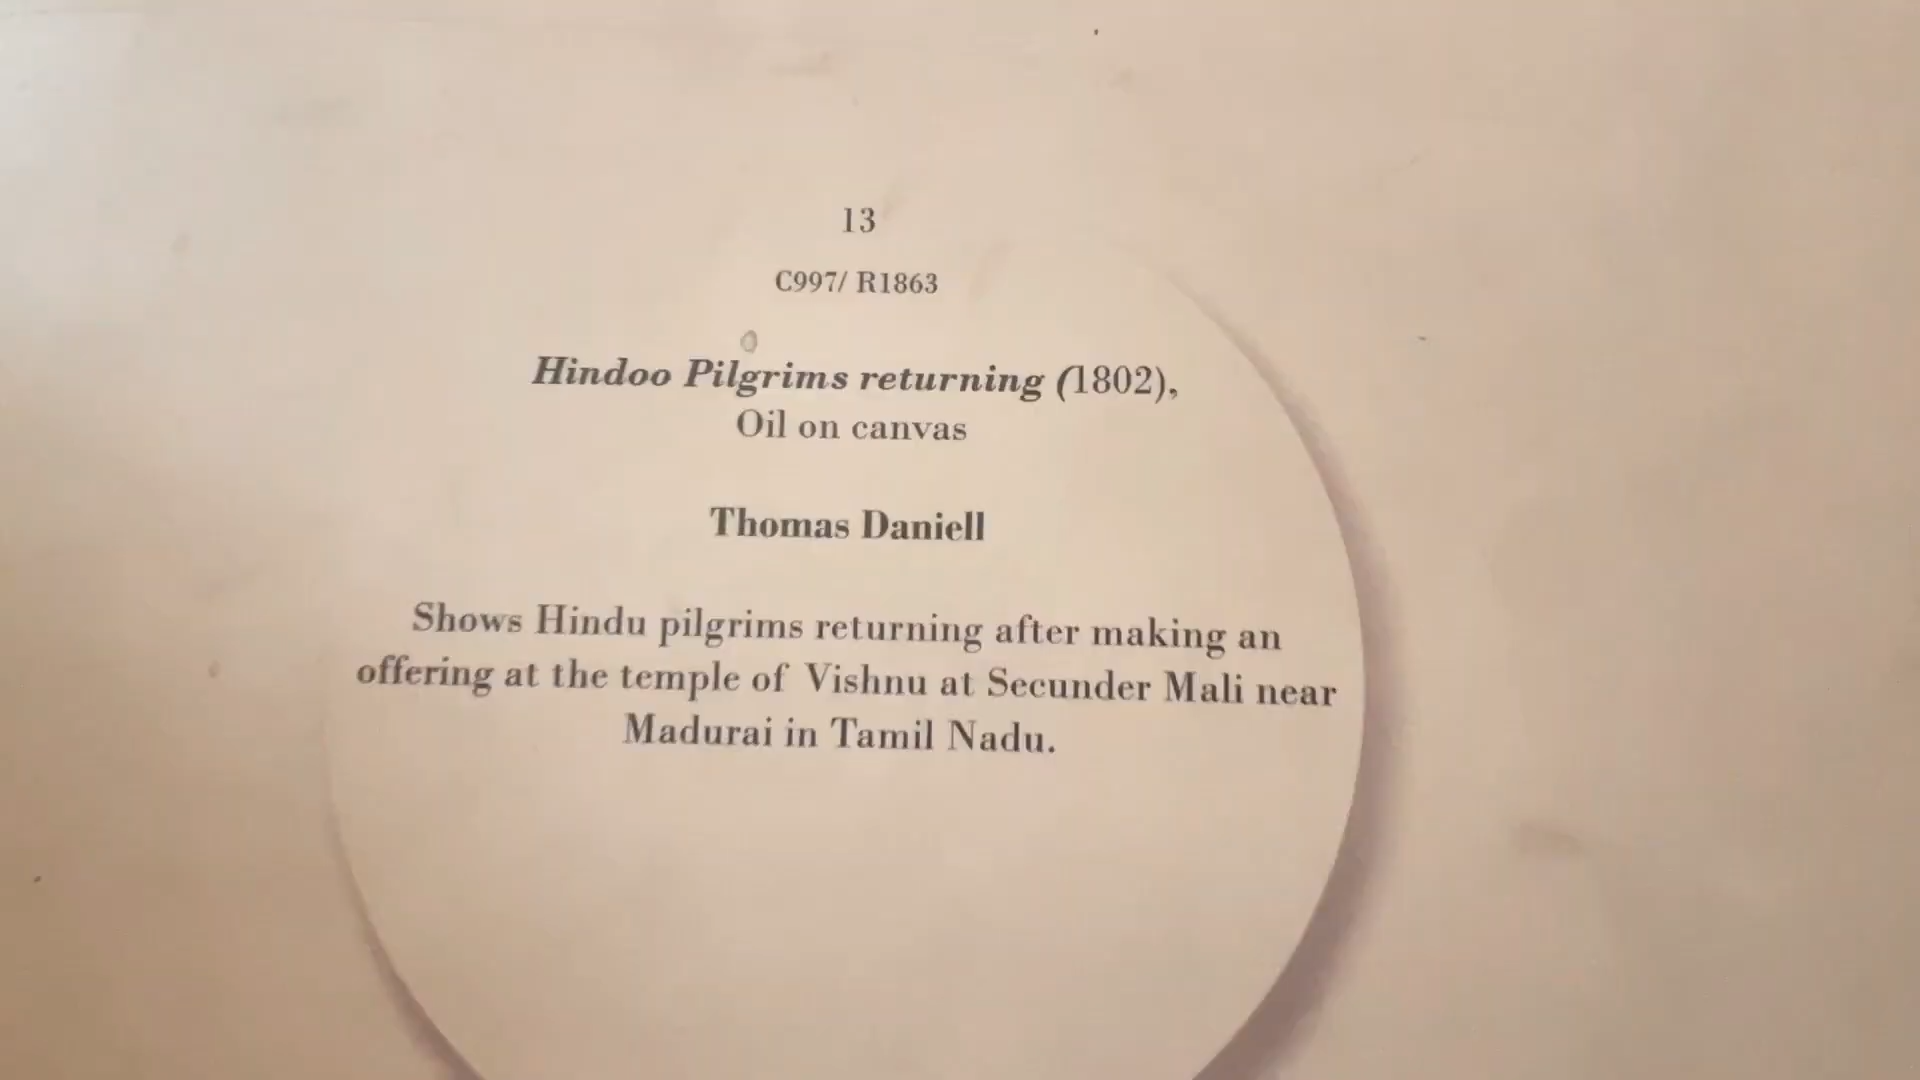 13
C997/ R1863
Hindoo Pilgrims returning (1802),
Oil on canvas
Thomas Daniell
Shows Hindu pilgrims returning after making an
offering at the temple of Vishnu at Secunder Mali near
Madurai in Tamil Nadu.